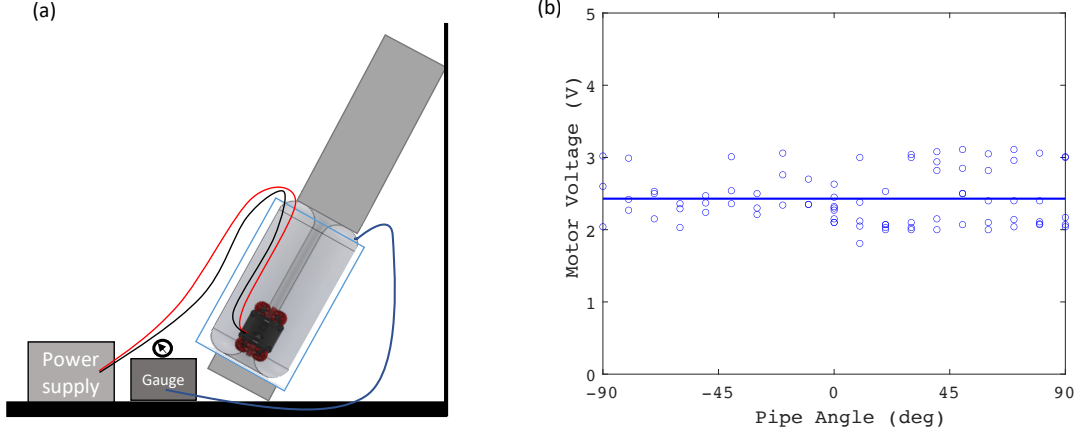 (a)
Power
supply
Gauge
(b)
5
4
3
2
1
0
Motor Voltage (V)
-90
-45
0
45
90
Pipe Angle (deg)